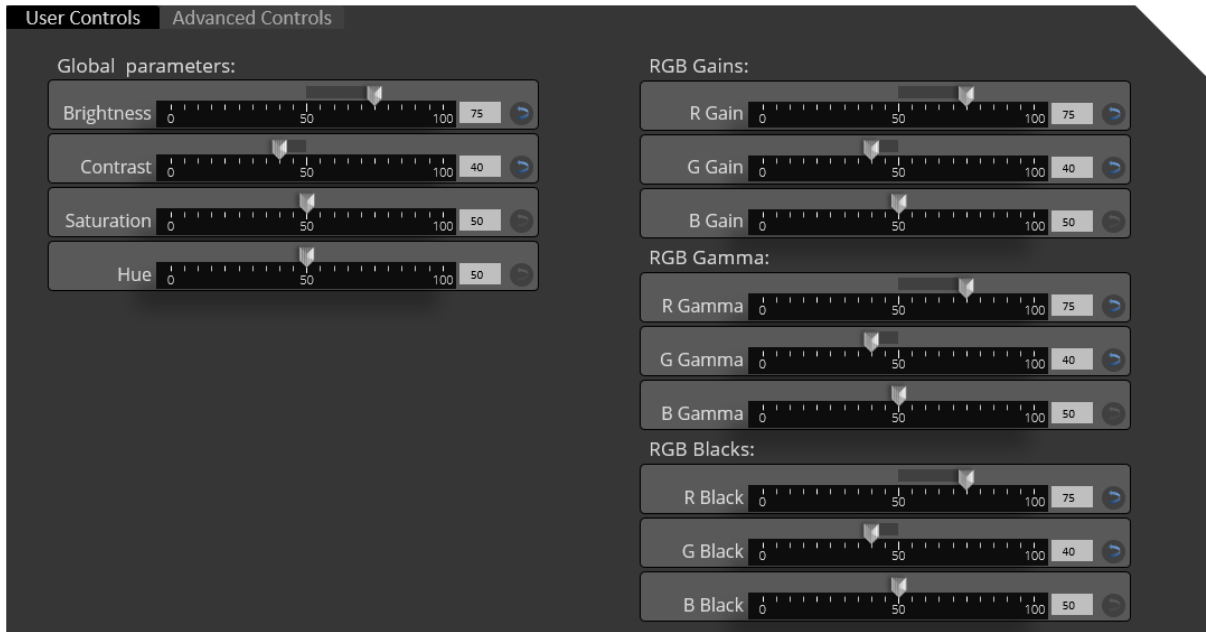 User Controls Advanced Controls
Global parameters:
Brightness 0 50 100 75
Contrast 0 50 100 40
Saturation 0 50 100 50
Hue 0 50 100 50
RGB Gains:
R Gain 0 50 100 75
G Gain 0 50 100 40
B Gain 0 50 100 50
RGB Gamma:
R Gamma 0 50 100 75
G Gamma 0 50 100 40
B Gamma 0 50 100 50
RGB Blacks:
R Black 0 50 100 75
G Black 0 50 100 40
B Black 0 50 100 50